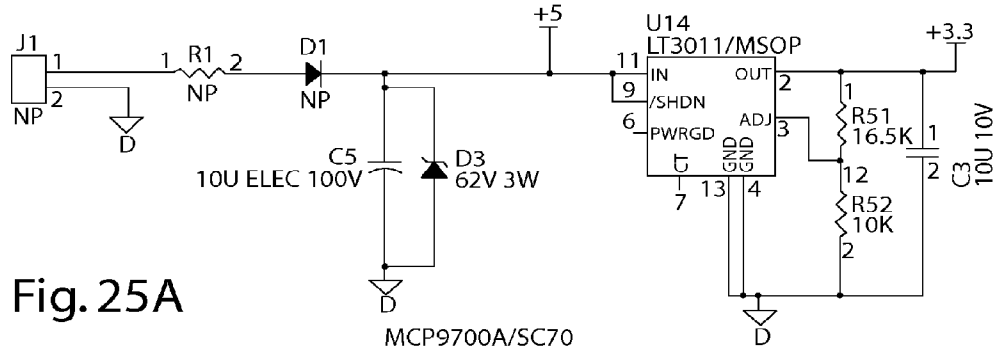 +5
U14
LT3011/MSOP
+3.3
J1
1
2
NP
D
1 R1 2
NP
D1
NP
11 IN
9 /SHDN
6 PWRGD
OUT 2
ADJ 3
CT
7
GND
GND
13
4
1
R51
16.5K
12
R52
10K
2
1
2
C3
10U 10V
C5
10U ELEC 100V
D3
62V 3W
D
D
Fig. 25A
MCP9700A/SC70